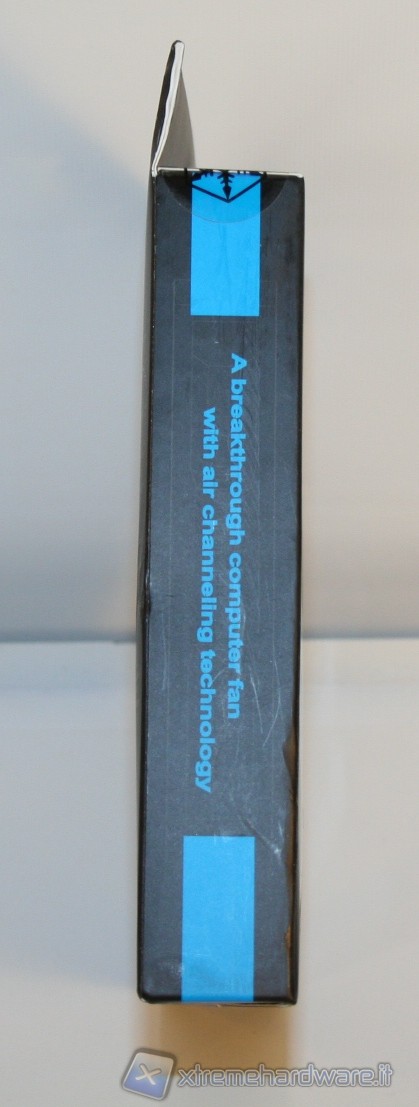 A breakthrough computer fan
with air channeling technology
xtremehardware.it